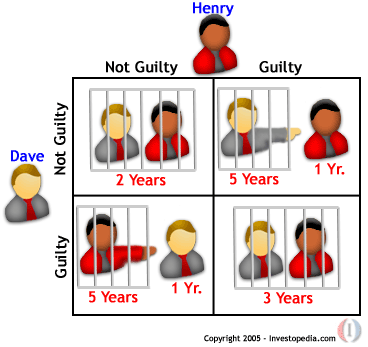 Henry
Not Guilty Guilty
Dave
Not Guilty
2 Years
5 Years
1 Yr.
Guilty
5 Years
1 Yr.
3 Years
Copyright 2005 - Investopedia.com